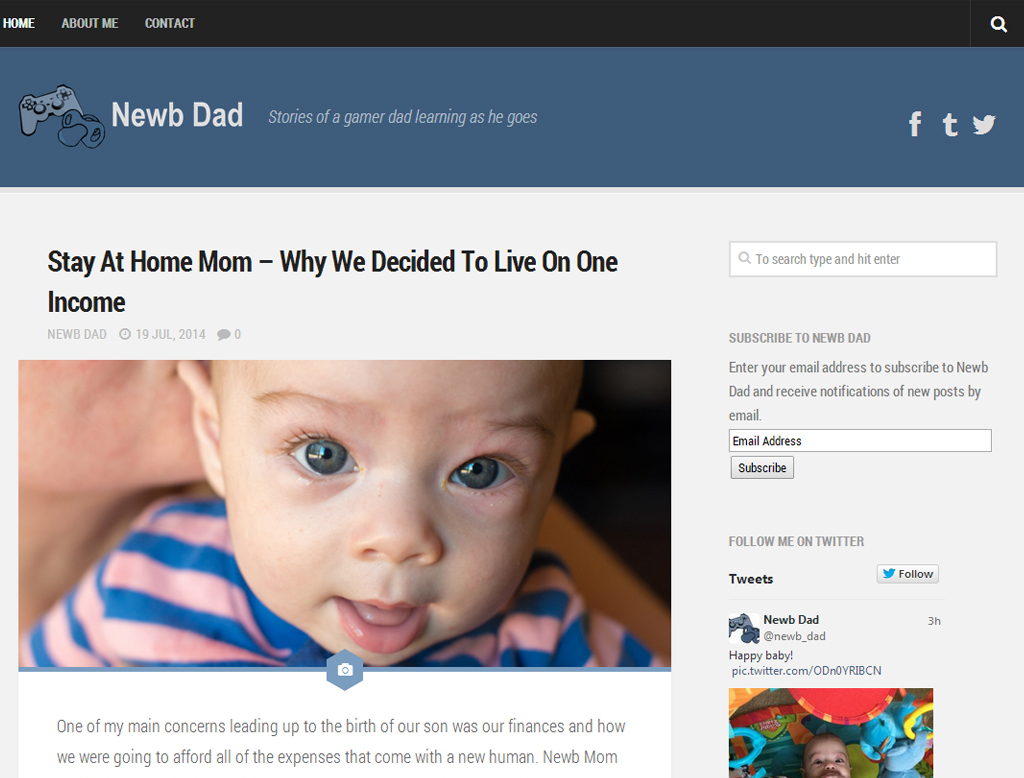 HOME ABOUT ME CONTACT
Newb Dad
Stories of a gamer dad learning as he goes
f t
Stay At Home Mom – Why We Decided To Live On One
Income
NEWB DAD 19 JUL, 2014 0
One of my main concerns leading up to the birth of our son was our finances and how
we were going to afford all of the expenses that come with a new human. Newb Mom
To search type and hit enter
SUBSCRIBE TO NEWB DAD
Enter your email address to subscribe to Newb
Dad and receive notifications of new posts by
email.
Email Address
Subscribe
FOLLOW ME ON TWITTER
Tweets
Follow
Newb Dad 3h
@newb_dad
Happy baby!
pic.twitter.com/ODn0YRIBCN